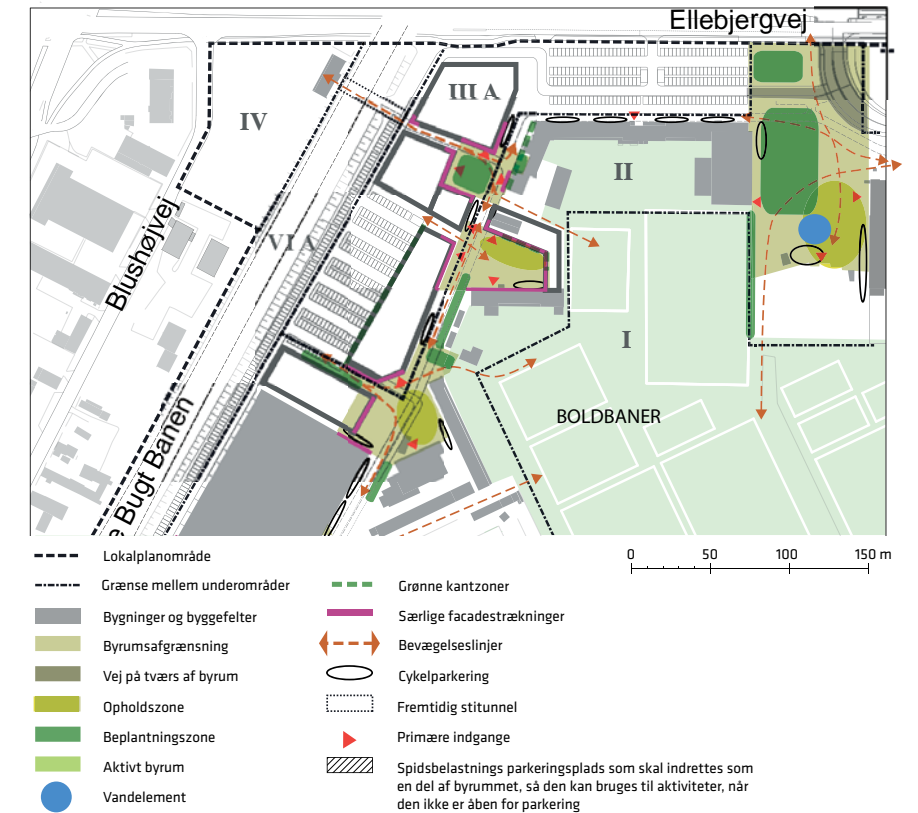 Ellebjergvej
III A
IV
II
VI A
Blushøjvej
I
BOLDBANER
e Bugt Banen
Lokalplanområde
Grænse mellem underområder
Bygninger og byggefelter
Byrumsafgrænsning
Vej på tværs af byrum
Opholdszone
Beplantningszone
Aktivt byrum
Vandelement
0 50 100 150 m
Grønne kantzoner
Særlige facadestrækninger
Bevægelseslinjer
Cykelparkering
Fremtidig stitunnel
Primære indgange
Spidsbelastnings parkeringsplads som skal indrettes som
en del af byrummet, så den kan bruges til aktiviteter, når
den ikke er åben for parkering